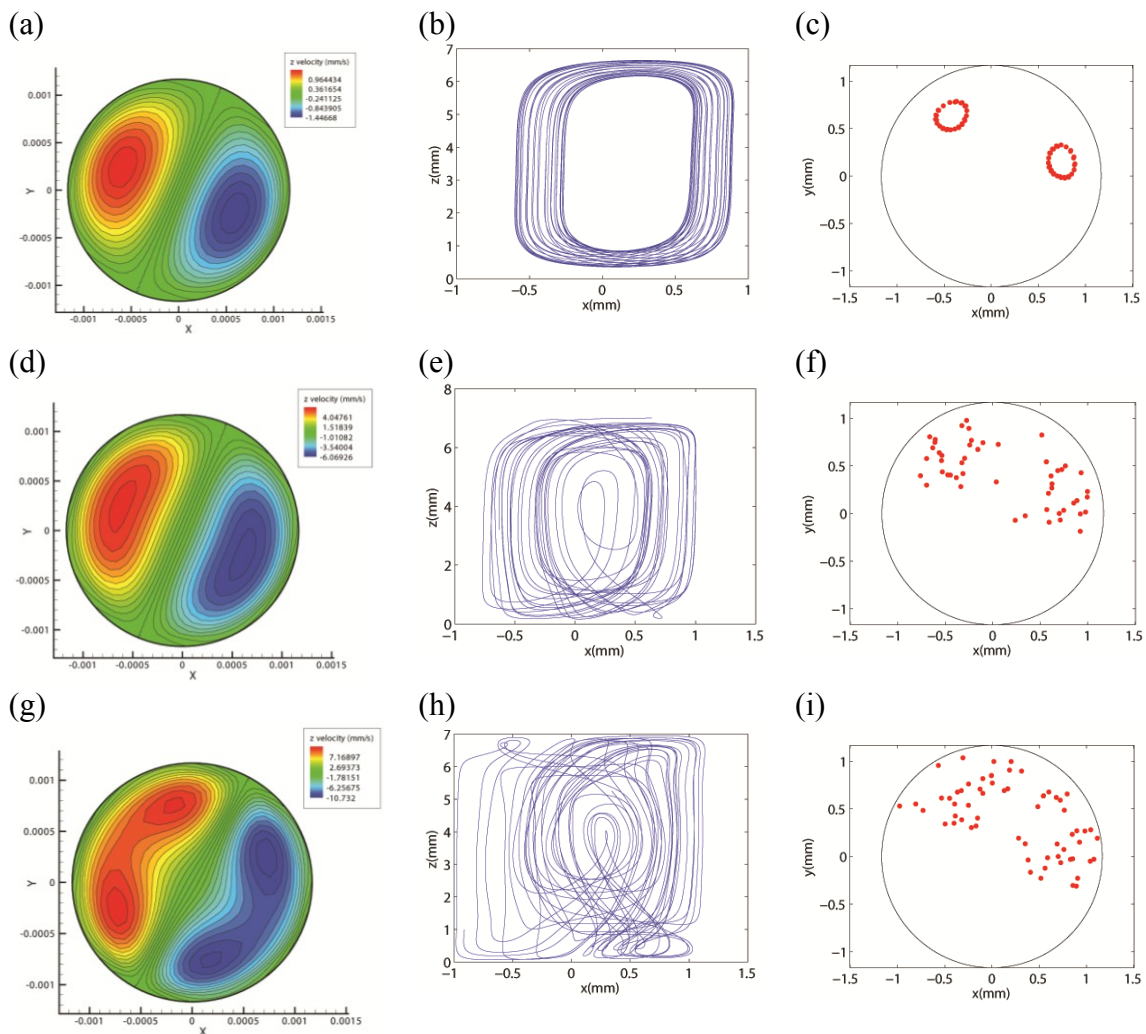 (a)
z velocity (mm/s)
0.964434
0.361654
-0.241125
-0.843905
-1.44668
0.001
0.0005
0
-0.0005
-0.001
Y
-0.001 -0.0005 0 0.0005 0.001 0.0015
X
(b)
7
6
5
4
3
2
1
0
z(mm)
−1 −0.5 0 0.5 1 1.5
x(mm)
(c)
1
0.5
0
−0.5
−1
y(mm)
−1.5 −1 −0.5 0 0.5 1 1.5
x(mm)
(d)
z velocity (mm/s)
4.04761
1.51839
-1.01082
-3.54004
-6.06926
0.001
0.0005
0
-0.0005
-0.001
Y
-0.001 -0.0005 0 0.0005 0.001 0.0015
X
(e)
8
6
4
2
0
z(mm)
−1 −0.5 0 0.5 1 1.5
x(mm)
(f)
1
0.5
0
−0.5
−1
y(mm)
−1.5 −1 −0.5 0 0.5 1 1.5
x(mm)
(g)
z velocity (mm/s)
7.16897
2.69373
-1.78151
-6.25675
-10.732
0.001
0.0005
0
-0.0005
-0.001
Y
-0.001 -0.0005 0 0.0005 0.001 0.0015
X
(h)
7
6
5
4
3
2
1
0
z(mm)
−1 −0.5 0 0.5 1 1.5
x(mm)
(i)
1
0.5
0
−0.5
−1
y(mm)
−1.5 −1 −0.5 0 0.5 1 1.5
x(mm)